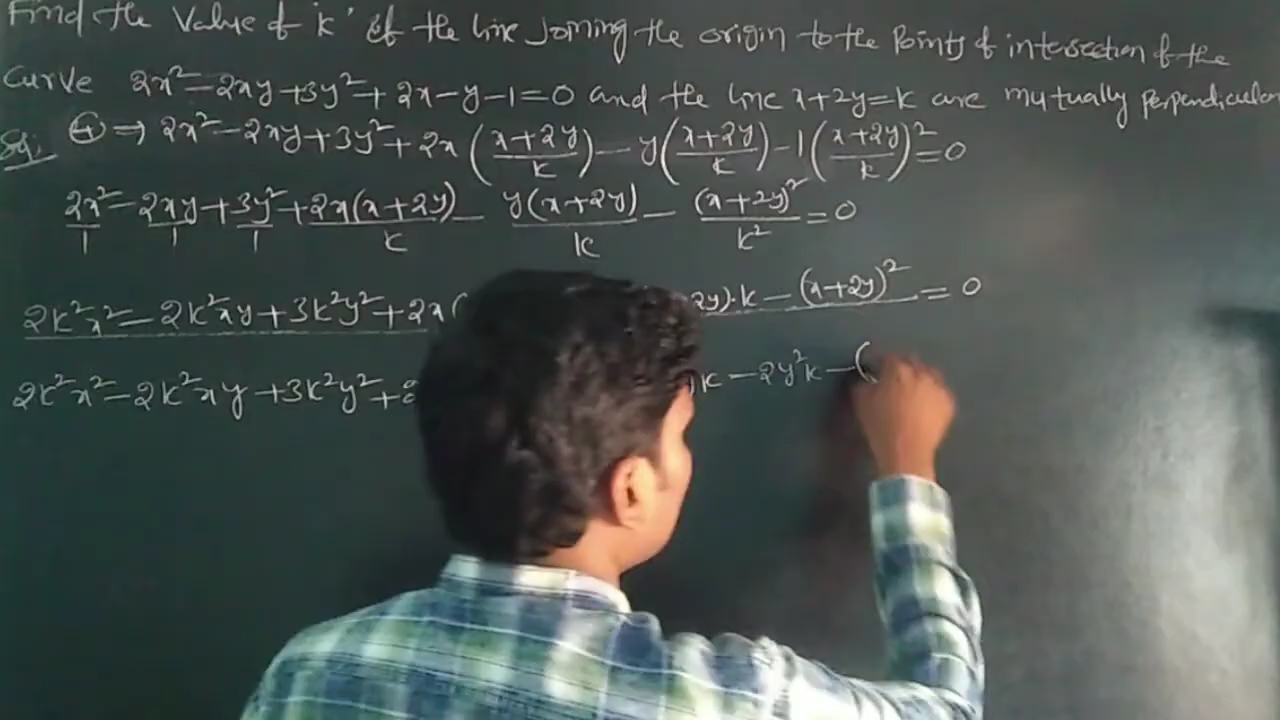 Find the Value of 'k' if the line joining the origin to the Points of intersection of the
Curve 2x²-2xy+3y²+2x-y-1=0 and the line x+2y=k are mutually perpendicular
Sol. ④ ⇒ 2x²-2xy+3y²+2x((x+2y)/k)-y((x+2y)/k)-1((x+2y)/k)²=0
2x²/1-2xy/1+3y²/1+2x(x+2y)/k-y(x+2y)/k-(x+2y)²/k²=0
2k²x²-2k²xy+3k²y²+2x( 2y)·k-(x+2y)²=0
2k²x²-2k²xy+3k²y²+2 k-2y²k-(